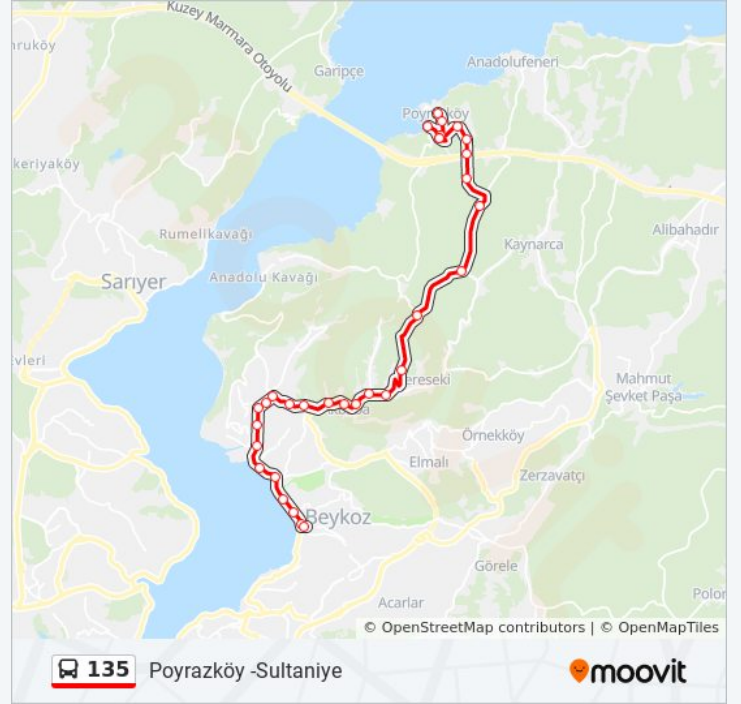 Kuzey Marmara Otoyolu
Garipçe
Anadolufeneri
Rumelikavağı
Sarıyer
Anadolu Kavağı
Kaynarca
Alibahadır
Mahmut
Şevket Paşa
Örnekköy
Elmalı
Zerzavatçı
Beykoz
Görele
Acarlar
© OpenStreetMap contributors | © OpenMapTiles
135 Poyrazköy -Sultaniye
moovit